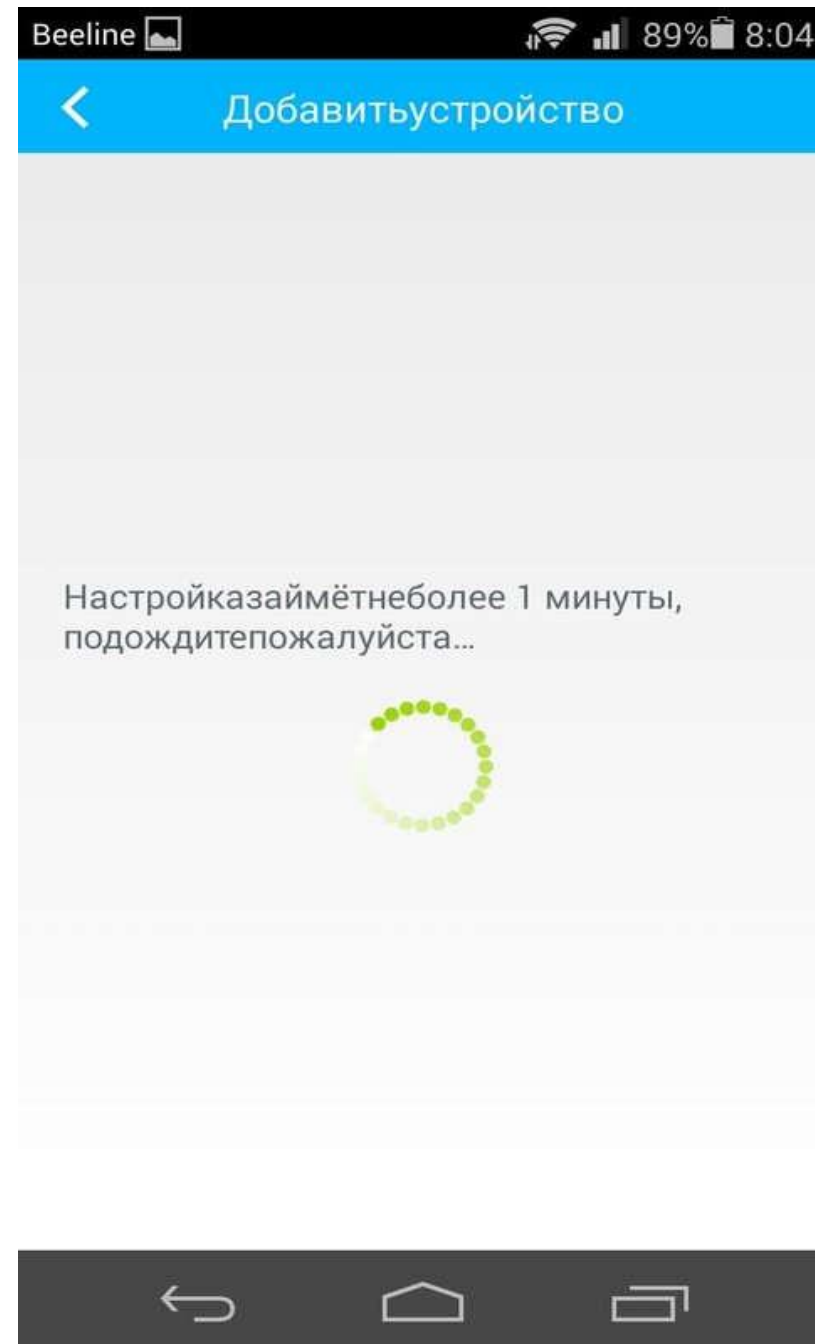 Beeline 89% 8:04
Добавитьустройство
Настройказаймётнеболее 1 минуты,
подождитепожалуйста...